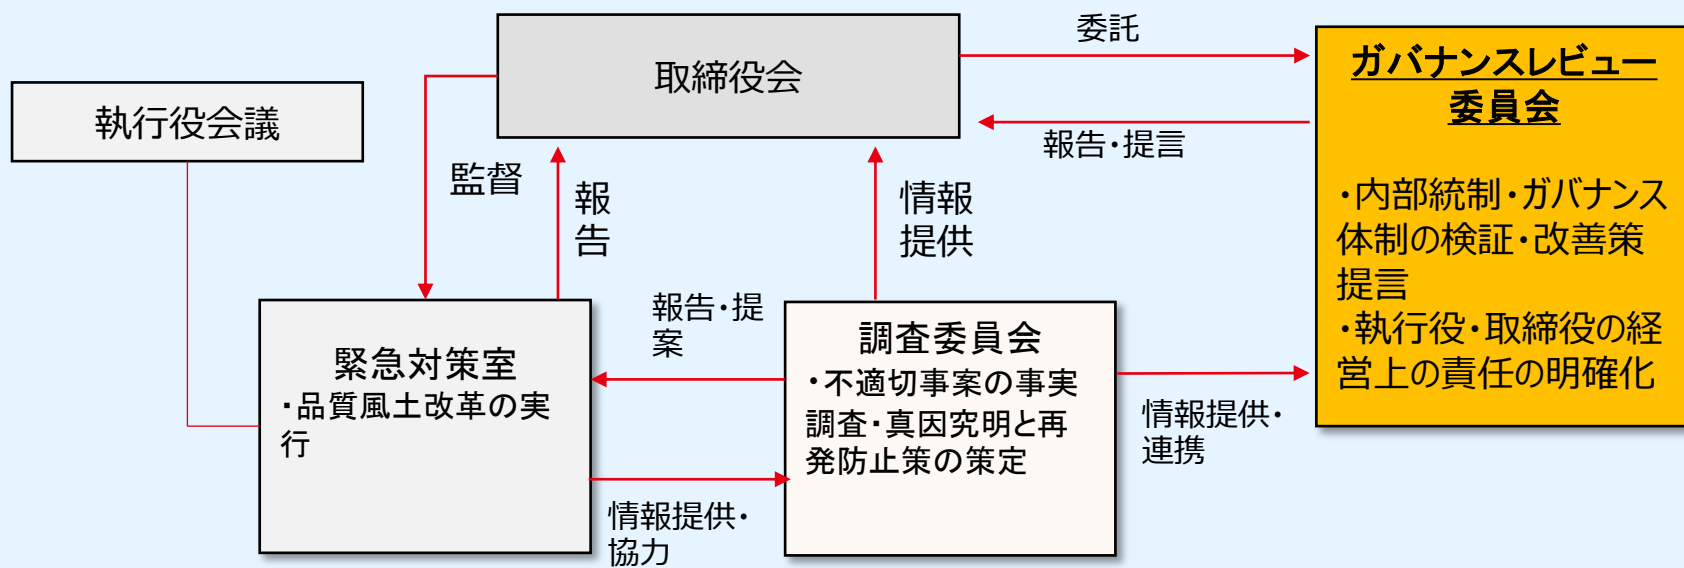 委託
取締役会
執行役会議
ガバナンスレビュー
委員会
報告・提言
・内部統制・ガバナンス
体制の検証・改善策
提言
・執行役・取締役の経
営上の責任の明確化
監督
報
告
情報
提供
緊急対策室
・品質風土改革の実
行
報告・提
案
調査委員会
・不適切事案の事実
調査・真因究明と再
発防止策の策定
情報提供・
連携
情報提供・
協力